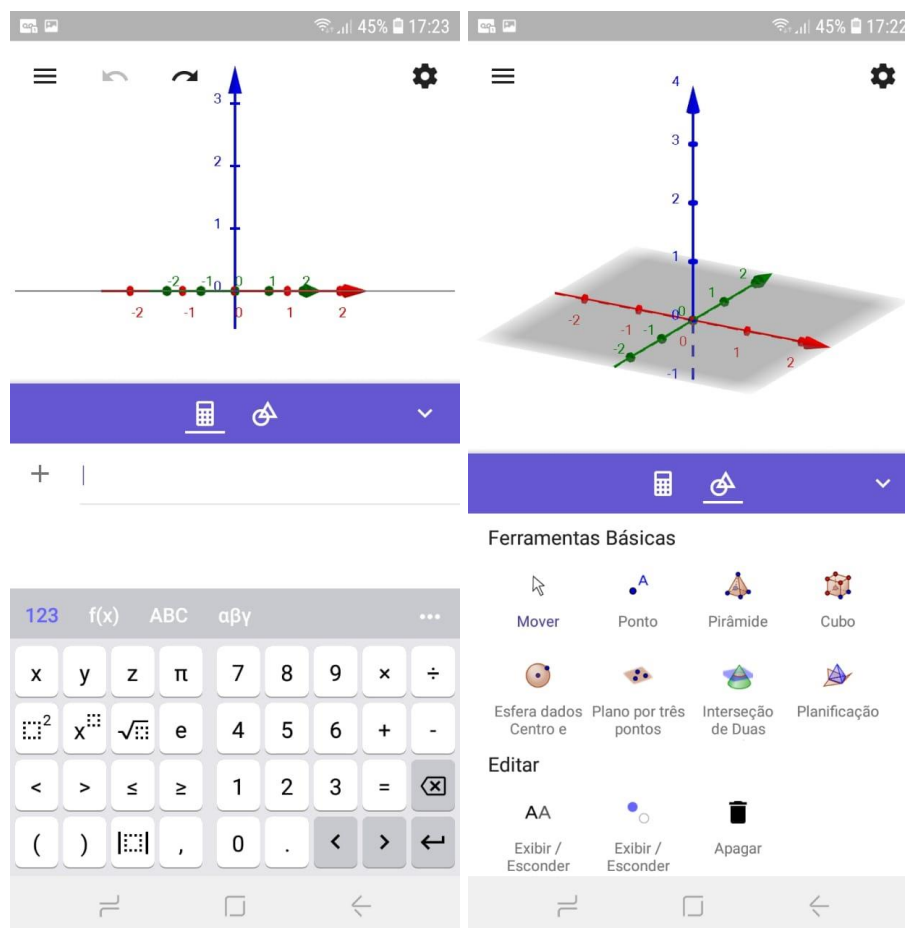 45% 17:23
3
2
1
0
-2 -1 0 1 2
-2 -1 0 1 2
+
123 f(x) ABC αβγ ...
x y z π 7 8 9 × ÷
2 x √ e 4 5 6 + -
< > ≤ ≥ 1 2 3 =
( ) | | , 0 . < >
45% 17:22
4
3
2
1
0
-1
-2 -1 0 1 2
-2 -1 0 1 2
Ferramentas Básicas
Mover Ponto Pirâmide Cubo
A
Esfera dados Plano por três Interseção Planificação
Centro e pontos de Duas
Editar
AA
Exibir / Exibir / Apagar
Esconder Esconder